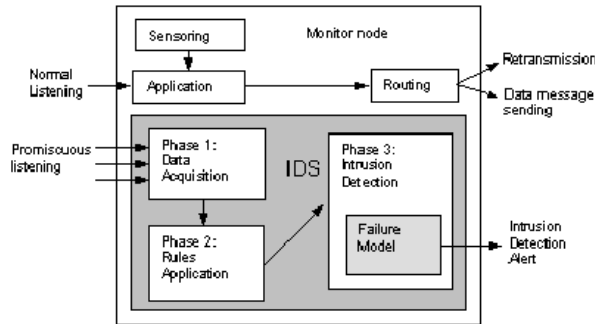 Sensoring
Monitor node
Normal
Listening
Application
Routing
Retransmission
Data message
sending
Promiscuous
listening
Phase 1:
Data
Acquisition
IDS
Phase 2:
Rules
Application
Phase 3:
Intrusion
Detection
Failure
Model
Intrusion
Detection
Alert